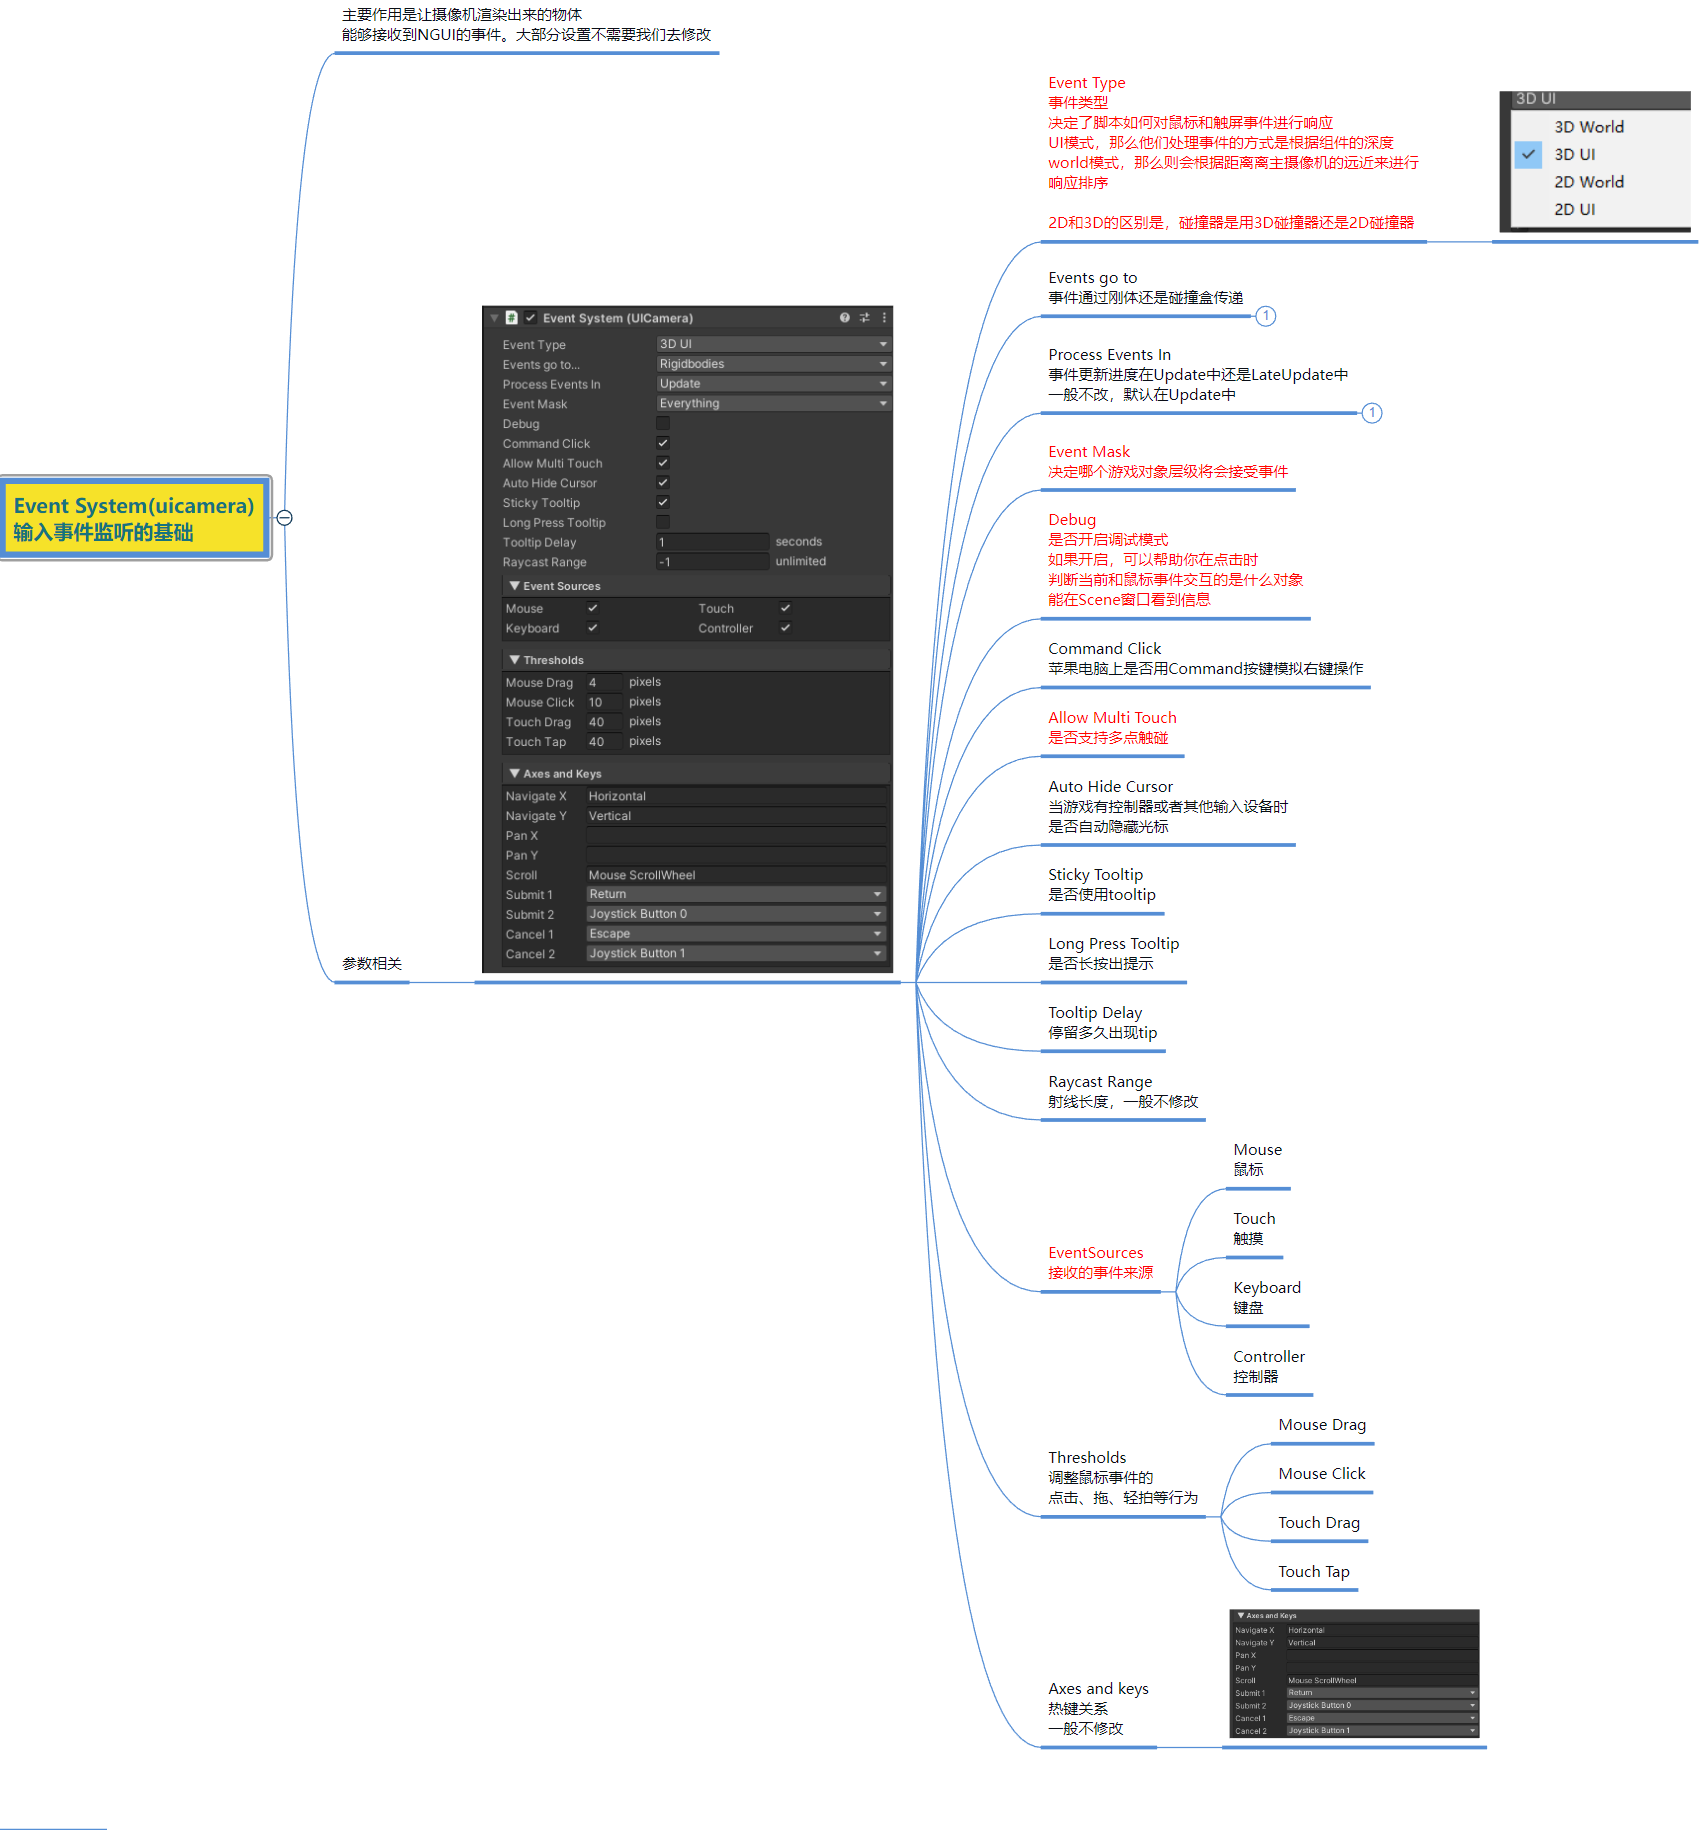 主要作用是让摄像机渲染出来的物体
能够接收到NGUI的事件。大部分设置不需要我们去修改
Event System(uicamera)
输入事件监听的基础
参数相关
Event System (UICamera)
Event Type 3D UI
Events go to... Rigidbodies
Process Events In Update
Event Mask Everything
Debug
Command Click
Allow Multi Touch
Auto Hide Cursor
Sticky Tooltip
Long Press Tooltip
Tooltip Delay 1 seconds
Raycast Range -1 unlimited
Event Sources
Mouse Touch
Keyboard Controller
Thresholds
Mouse Drag 4 pixels
Mouse Click 10 pixels
Touch Drag 40 pixels
Touch Tap 40 pixels
Axes and Keys
Navigate X Horizontal
Navigate Y Vertical
Pan X
Pan Y
Scroll Mouse ScrollWheel
Submit 1 Return
Submit 2 Joystick Button 0
Cancel 1 Escape
Cancel 2 Joystick Button 1
Event Type
事件类型
决定了脚本如何对鼠标和触屏事件进行响应
UI模式，那么他们处理事件的方式是根据组件的深度
world模式，那么则会根据距离离主摄像机的远近来进行
响应排序
2D和3D的区别是，碰撞器是用3D碰撞器还是2D碰撞器
3D UI
3D World
3D UI
2D World
2D UI
Events go to
事件通过刚体还是碰撞盒传递
1
Process Events In
事件更新进度在Update中还是LateUpdate中
一般不改，默认在Update中
1
Event Mask
决定哪个游戏对象层级将会接受事件
Debug
是否开启调试模式
如果开启，可以帮助你在点击时
判断当前和鼠标事件交互的是什么对象
能在Scene窗口看到信息
Command Click
苹果电脑上是否用Command按键模拟右键操作
Allow Multi Touch
是否支持多点触碰
Auto Hide Cursor
当游戏有控制器或者其他输入设备时
是否自动隐藏光标
Sticky Tooltip
是否使用tooltip
Long Press Tooltip
是否长按出提示
Tooltip Delay
停留多久出现tip
Raycast Range
射线长度，一般不修改
EventSources
接收的事件来源
Mouse
鼠标
Touch
触摸
Keyboard
键盘
Controller
控制器
Thresholds
调整鼠标事件的
点击、拖、轻拍等行为
Mouse Drag
Mouse Click
Touch Drag
Touch Tap
Axes and keys
热键关系
一般不修改
Axes and Keys
Navigate X Horizontal
Navigate Y Vertical
Pan X
Pan Y
Scroll Mouse ScrollWheel
Submit 1 Return
Submit 2 Joystick Button 0
Cancel 1 Escape
Cancel 2 Joystick Button 1